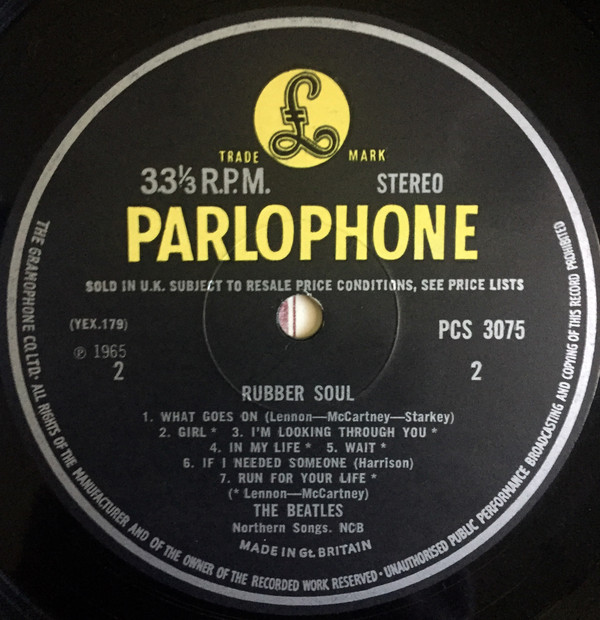 TRADE MARK
33⅓ R.P.M. STEREO
PARLOPHONE
SOLD IN U.K. SUBJECT TO RESALE PRICE CONDITIONS, SEE PRICE LISTS
(YEX.179) PCS 3075
℗ 1965
2 2
RUBBER SOUL
1. WHAT GOES ON (Lennon—McCartney—Starkey)
2. GIRL * 3. I'M LOOKING THROUGH YOU *
4. IN MY LIFE * 5. WAIT *
6. IF I NEEDED SOMEONE (Harrison)
7. RUN FOR YOUR LIFE *
(* Lennon—McCartney)
THE BEATLES
Northern Songs. NCB
MADE IN Gt. BRITAIN
THE GRAMOPHONE CO. LTD. · ALL RIGHTS OF THE MANUFACTURER AND OF THE OWNER OF THE RECORDED WORK RESERVED · UNAUTHORISED PUBLIC PERFORMANCE BROADCASTING AND COPYING OF THIS RECORD PROHIBITED